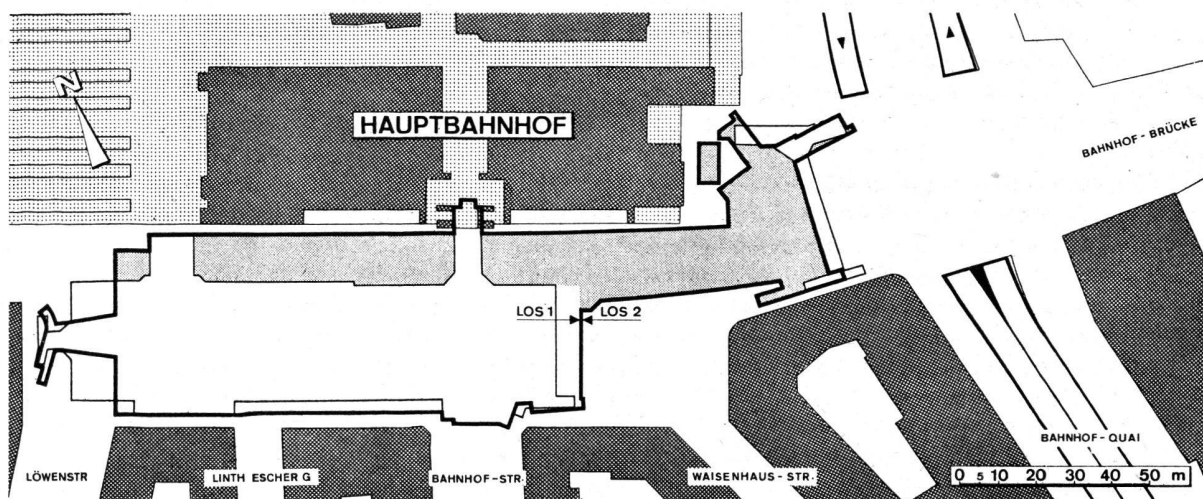 N
HAUPTBAHNHOF
BAHNHOF-BRÜCKE
LOS 1 LOS 2
BAHNHOF-QUAI
LÖWENSTR
LINTH ESCHER G
BAHNHOF-STR.
WAISENHAUS-STR.
0 5 10 20 30 40 50 m